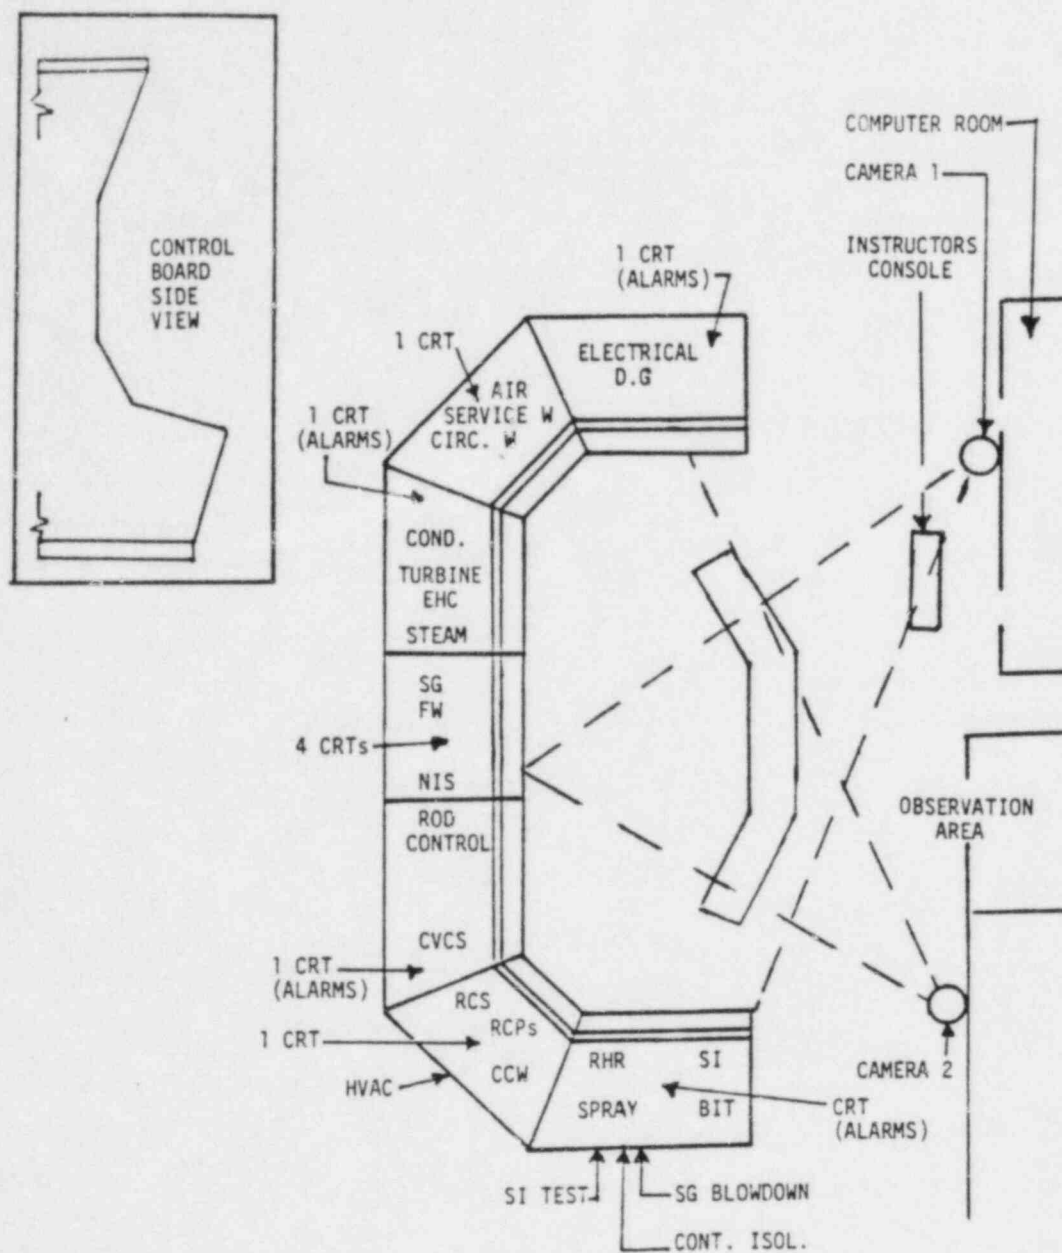 CONTROL
BOARD
SIDE
VIEW
COMPUTER ROOM
CAMERA 1
INSTRUCTORS
CONSOLE
1 CRT
(ALARMS)
ELECTRICAL
D.G
1 CRT
AIR
SERVICE W
CIRC. W
1 CRT
(ALARMS)
COND.
TURBINE
EHC
STEAM
SG
FW
4 CRTs
NIS
ROD
CONTROL
OBSERVATION
AREA
CVCS
1 CRT
(ALARMS)
RCS
RCPs
1 CRT
CCW
HVAC
RHR
SI
SPRAY
BIT
CAMERA 2
CRT
(ALARMS)
SI TEST
SG BLOWDOWN
CONT. ISOL.